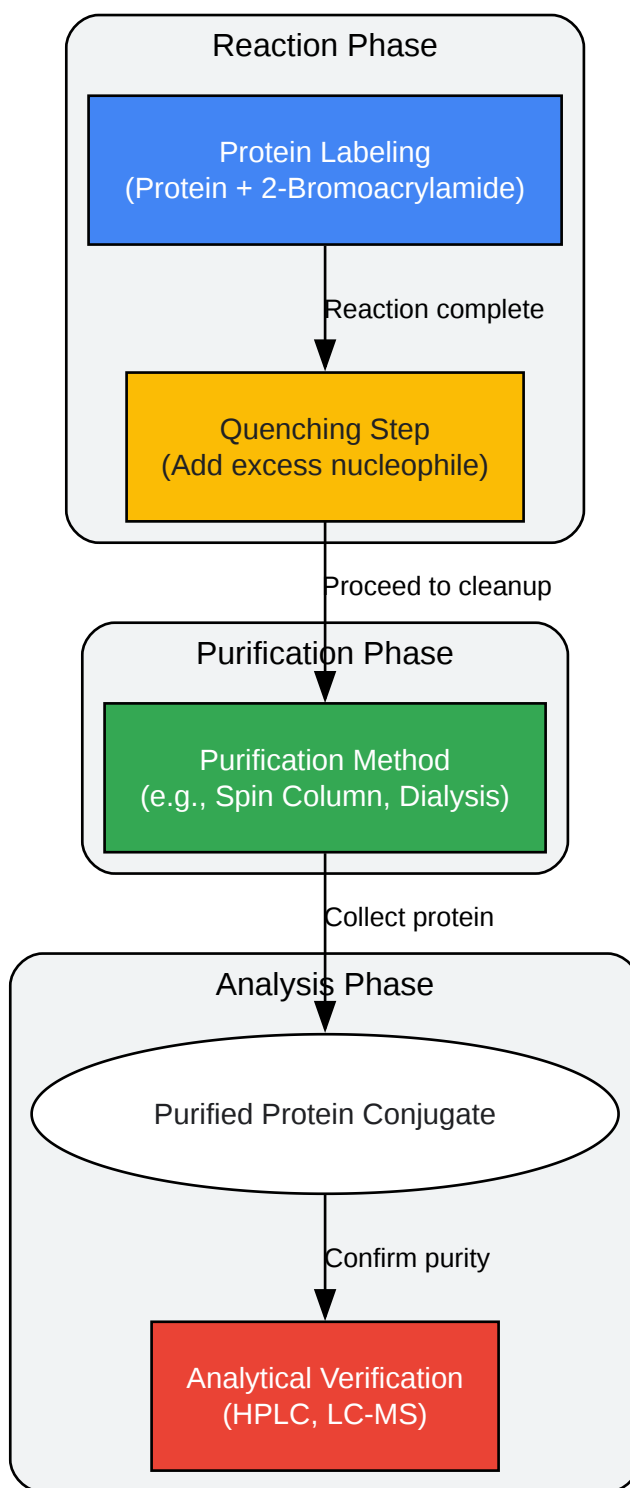 Reaction Phase
Protein Labeling
(Protein + 2-Bromoacrylamide)
Reaction complete
Quenching Step
(Add excess nucleophile)
Proceed to cleanup
Purification Phase
Purification Method
(e.g., Spin Column, Dialysis)
Collect protein
Analysis Phase
Purified Protein Conjugate
Confirm purity
Analytical Verification
(HPLC, LC-MS)